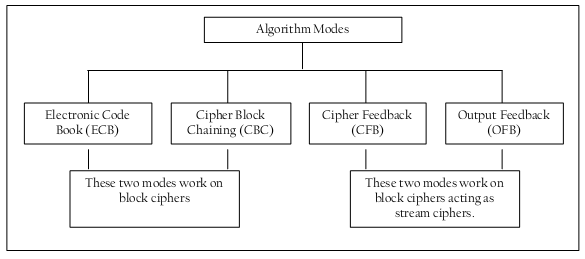 Algorithm Modes
Electronic Code
Book (ECB)
Cipher Block
Chaining (CBC)
Cipher Feedback
(CFB)
Output Feedback
(OFB)
These two modes work on
block ciphers
These two modes work on
block ciphers acting as
stream ciphers.